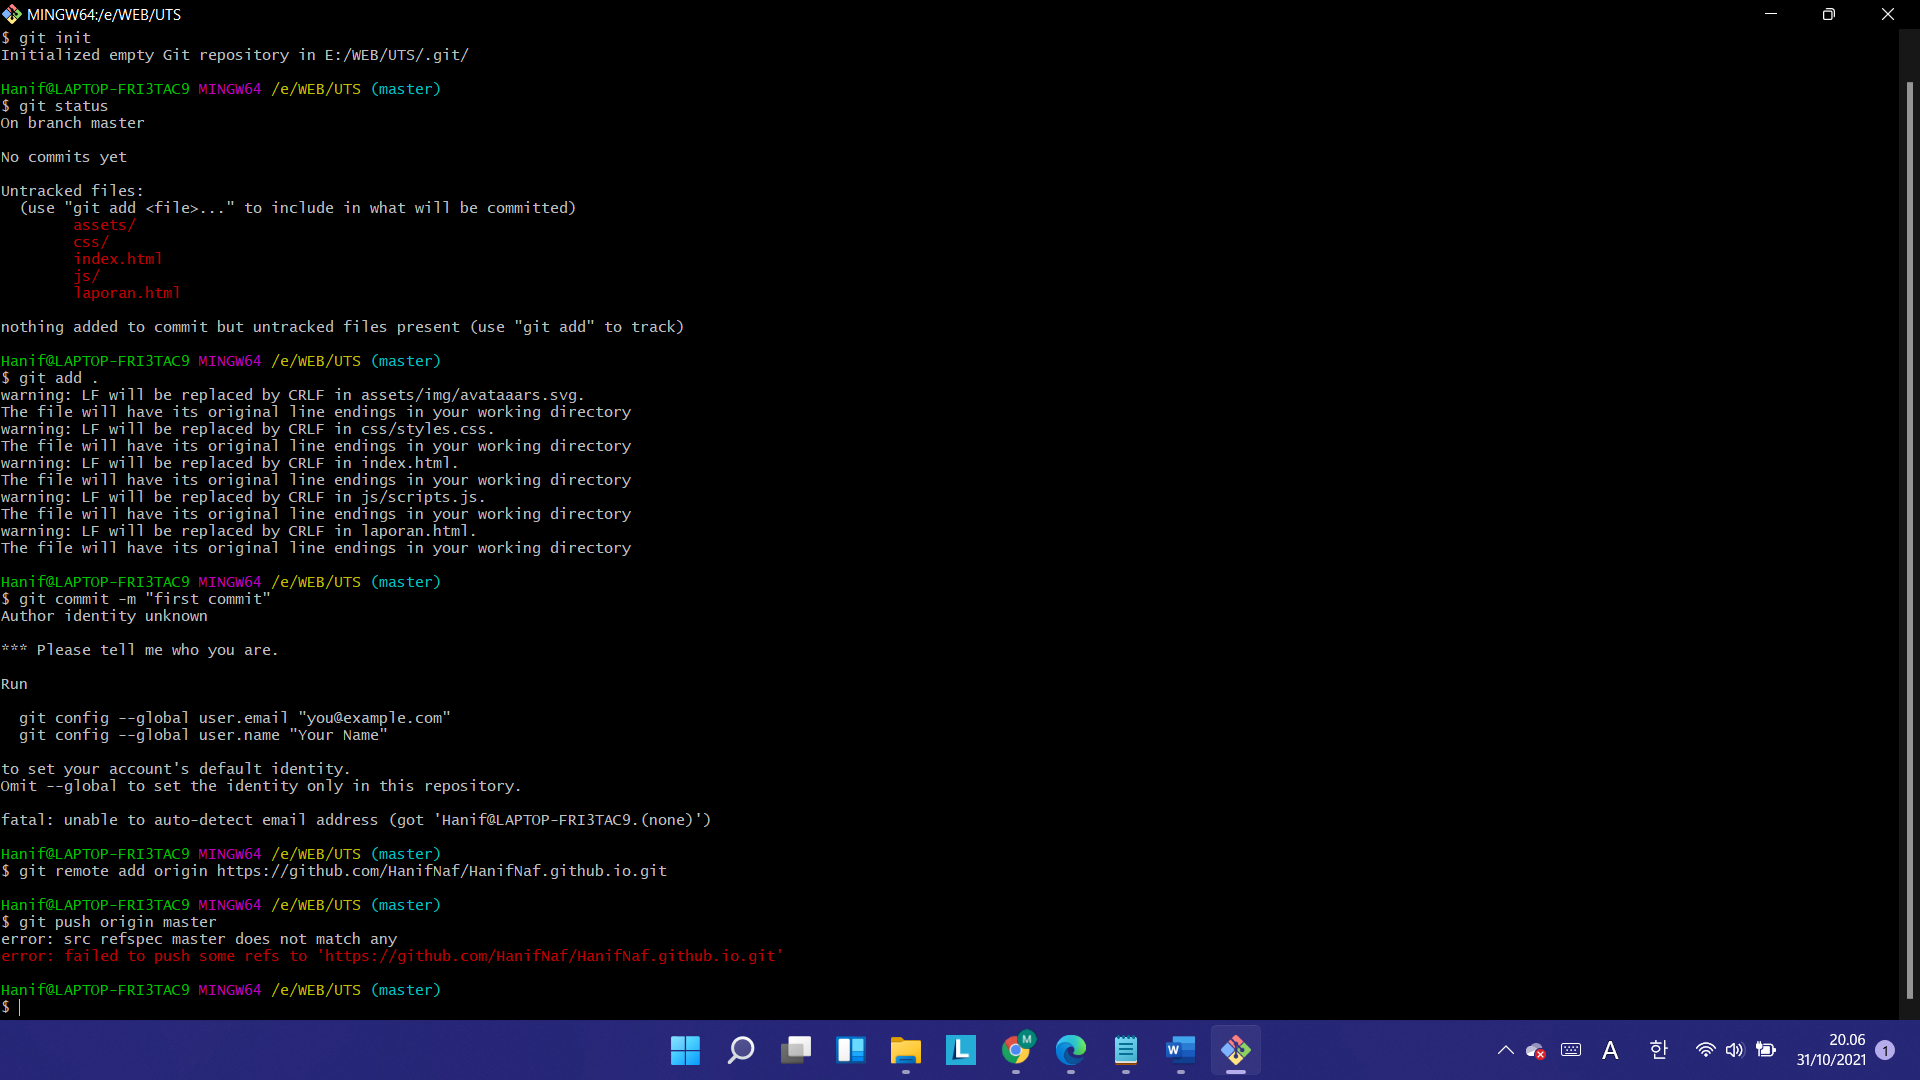 MINGW64:/e/WEB/UTS
$ git init
Initialized empty Git repository in E:/WEB/UTS/.git/
Hanif@LAPTOP-FRI3TAC9 MINGW64 /e/WEB/UTS (master)
$ git status
On branch master
No commits yet
Untracked files:
  (use "git add <file>..." to include in what will be committed)
        assets/
        css/
        index.html
        js/
        laporan.html
nothing added to commit but untracked files present (use "git add" to track)
Hanif@LAPTOP-FRI3TAC9 MINGW64 /e/WEB/UTS (master)
$ git add .
warning: LF will be replaced by CRLF in assets/img/avataaars.svg.
The file will have its original line endings in your working directory
warning: LF will be replaced by CRLF in css/styles.css.
The file will have its original line endings in your working directory
warning: LF will be replaced by CRLF in index.html.
The file will have its original line endings in your working directory
warning: LF will be replaced by CRLF in js/scripts.js.
The file will have its original line endings in your working directory
warning: LF will be replaced by CRLF in laporan.html.
The file will have its original line endings in your working directory
Hanif@LAPTOP-FRI3TAC9 MINGW64 /e/WEB/UTS (master)
$ git commit -m "first commit"
Author identity unknown
*** Please tell me who you are.
Run
  git config --global user.email "you@example.com"
  git config --global user.name "Your Name"
to set your account's default identity.
Omit --global to set the identity only in this repository.
fatal: unable to auto-detect email address (got 'Hanif@LAPTOP-FRI3TAC9.(none)')
Hanif@LAPTOP-FRI3TAC9 MINGW64 /e/WEB/UTS (master)
$ git remote add origin https://github.com/HanifNaf/HanifNaf.github.io.git
Hanif@LAPTOP-FRI3TAC9 MINGW64 /e/WEB/UTS (master)
$ git push origin master
error: src refspec master does not match any
error: failed to push some refs to 'https://github.com/HanifNaf/HanifNaf.github.io.git'
Hanif@LAPTOP-FRI3TAC9 MINGW64 /e/WEB/UTS (master)
$
L
M
W
A
한
20.06
31/10/2021
1